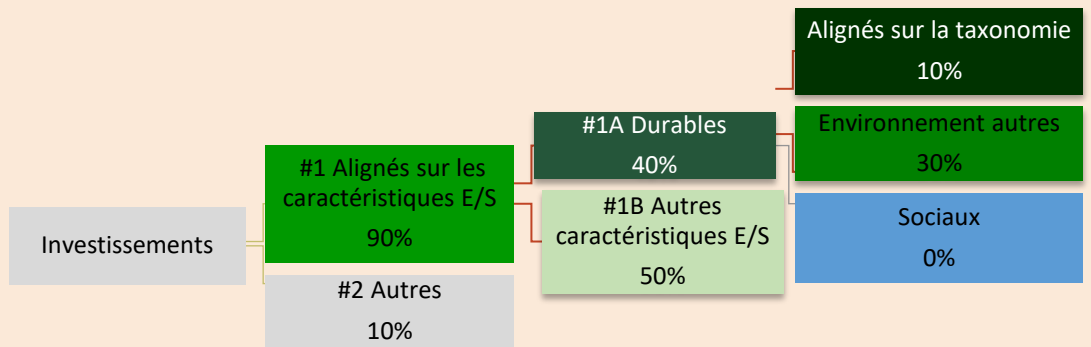 Investissements
#1 Alignés sur les
caractéristiques E/S
90%
#2 Autres
10%
#1A Durables
40%
#1B Autres
caractéristiques E/S
50%
Alignés sur la taxonomie
10%
Environnement autres
30%
Sociaux
0%